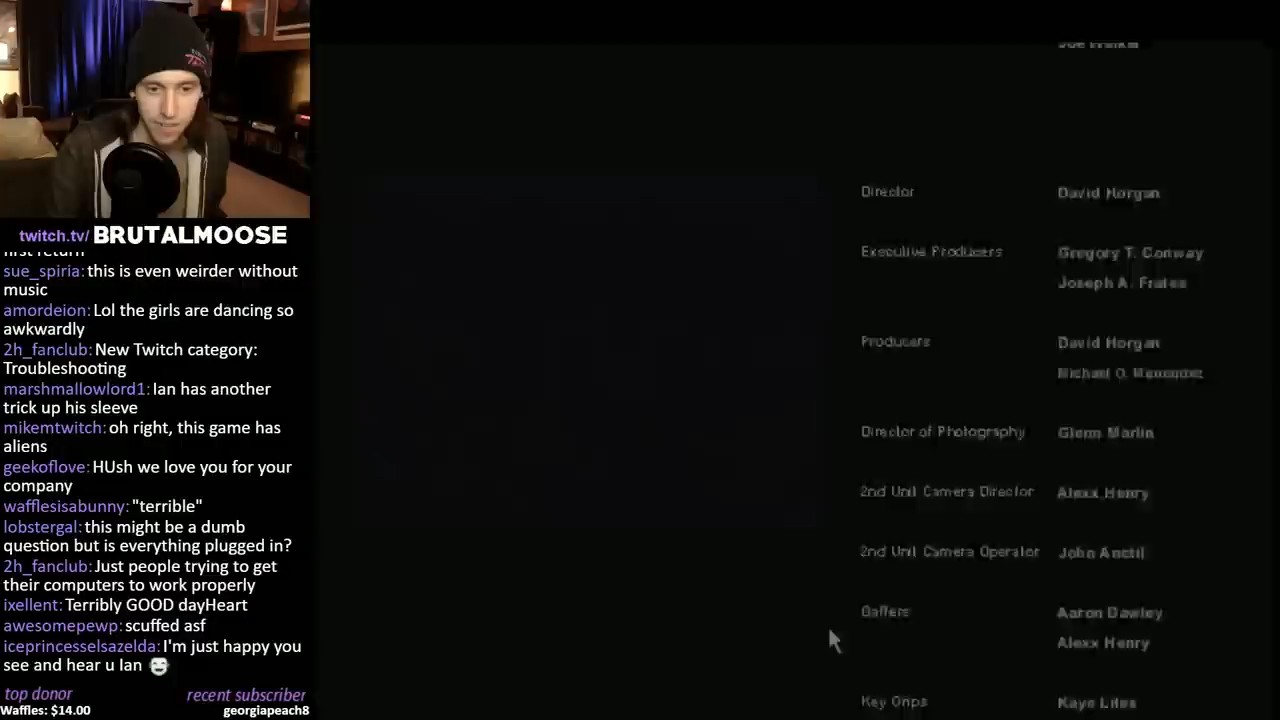 twitch.tv/ BRUTALMOOSE
first return
sue_spiria: this is even weirder without
music
amordeion: Lol the girls are dancing so
awkwardly
2h_fanclub: New Twitch category:
Troubleshooting
marshmallowlord1: Ian has another
trick up his sleeve
mikemtwitch: oh right, this game has
aliens
geekoflove: HUsh we love you for your
company
wafflesisabunny: "terrible"
lobstergal: this might be a dumb
question but is everything plugged in?
2h_fanclub: Just people trying to get
their computers to work properly
ixellent: Terribly GOOD dayHeart
awesomepewp: scuffed asf
iceprincesselsazelda: I'm just happy you
see and hear u Ian
top donor
Waffles: $14.00
recent subscriber
georgiapeach8
Director David Horgan
Executive Producers Gregory T. Conway
Joseph A. Frates
Producers David Horgan
Michael O.
Director of Photography Glenn Marlin
2nd Unit Camera Director Alexx Henry
2nd Unit Camera Operator John Anctil
Gaffers Aaron Dawley
Alexx Henry
Key Grips Kaye Liles